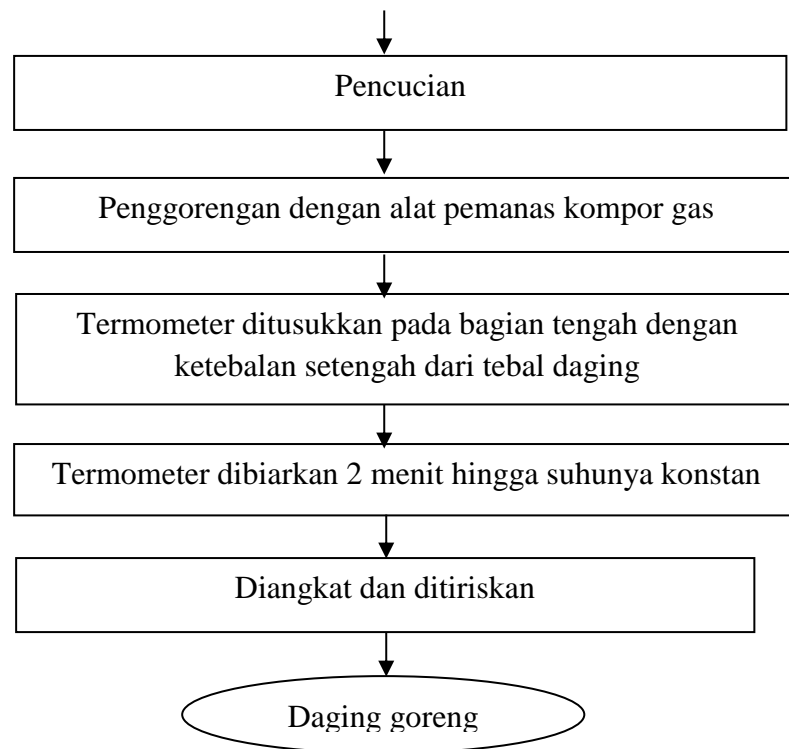 Pencucian
Penggorengan dengan alat pemanas kompor gas
Termometer ditusukkan pada bagian tengah dengan
ketebalan setengah dari tebal daging
Termometer dibiarkan 2 menit hingga suhunya konstan
Diangkat dan ditiriskan
Daging goreng